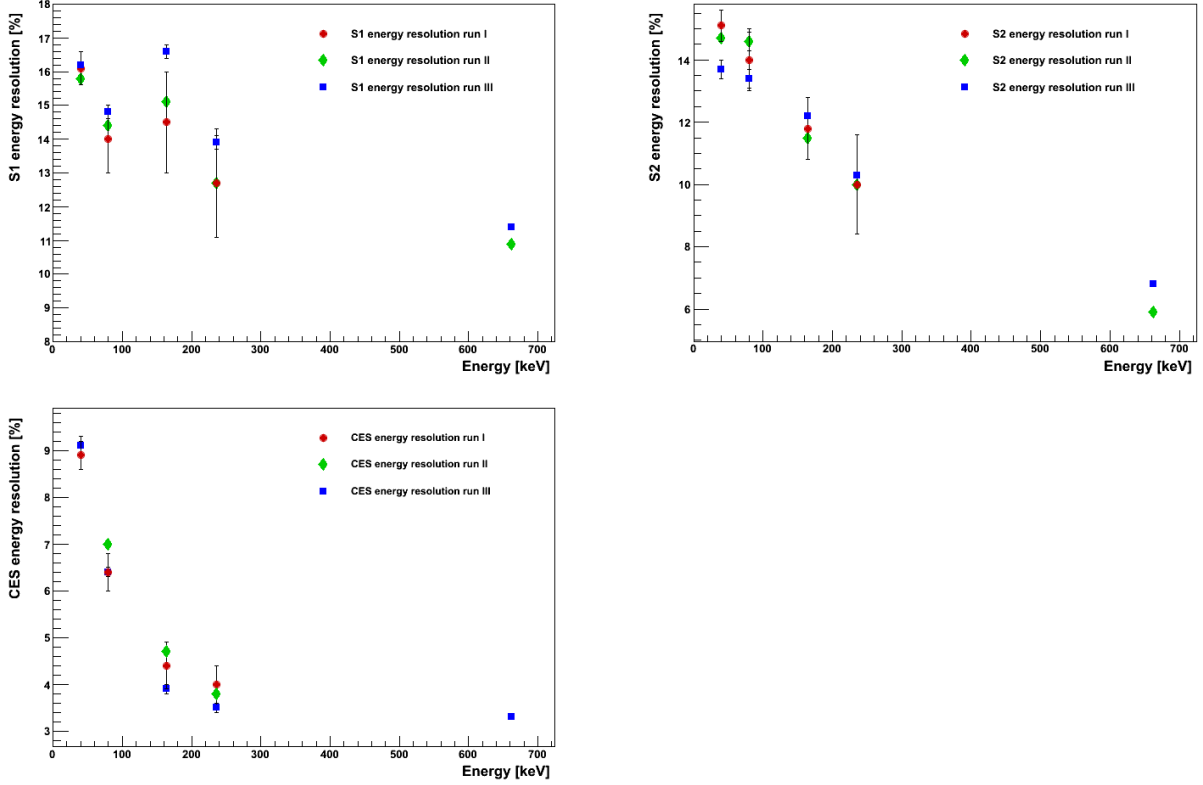 S1 energy resolution [%]
18
17
16
15
14
13
12
11
10
9
8
S1 energy resolution run I
S1 energy resolution run II
S1 energy resolution run III
0 100 200 300 400 500 600 700
Energy [keV]
S2 energy resolution [%]
14
12
10
8
6
S2 energy resolution run I
S2 energy resolution run II
S2 energy resolution run III
0 100 200 300 400 500 600 700
Energy [keV]
CES energy resolution [%]
9
8
7
6
5
4
3
CES energy resolution run I
CES energy resolution run II
CES energy resolution run III
0 100 200 300 400 500 600 700
Energy [keV]